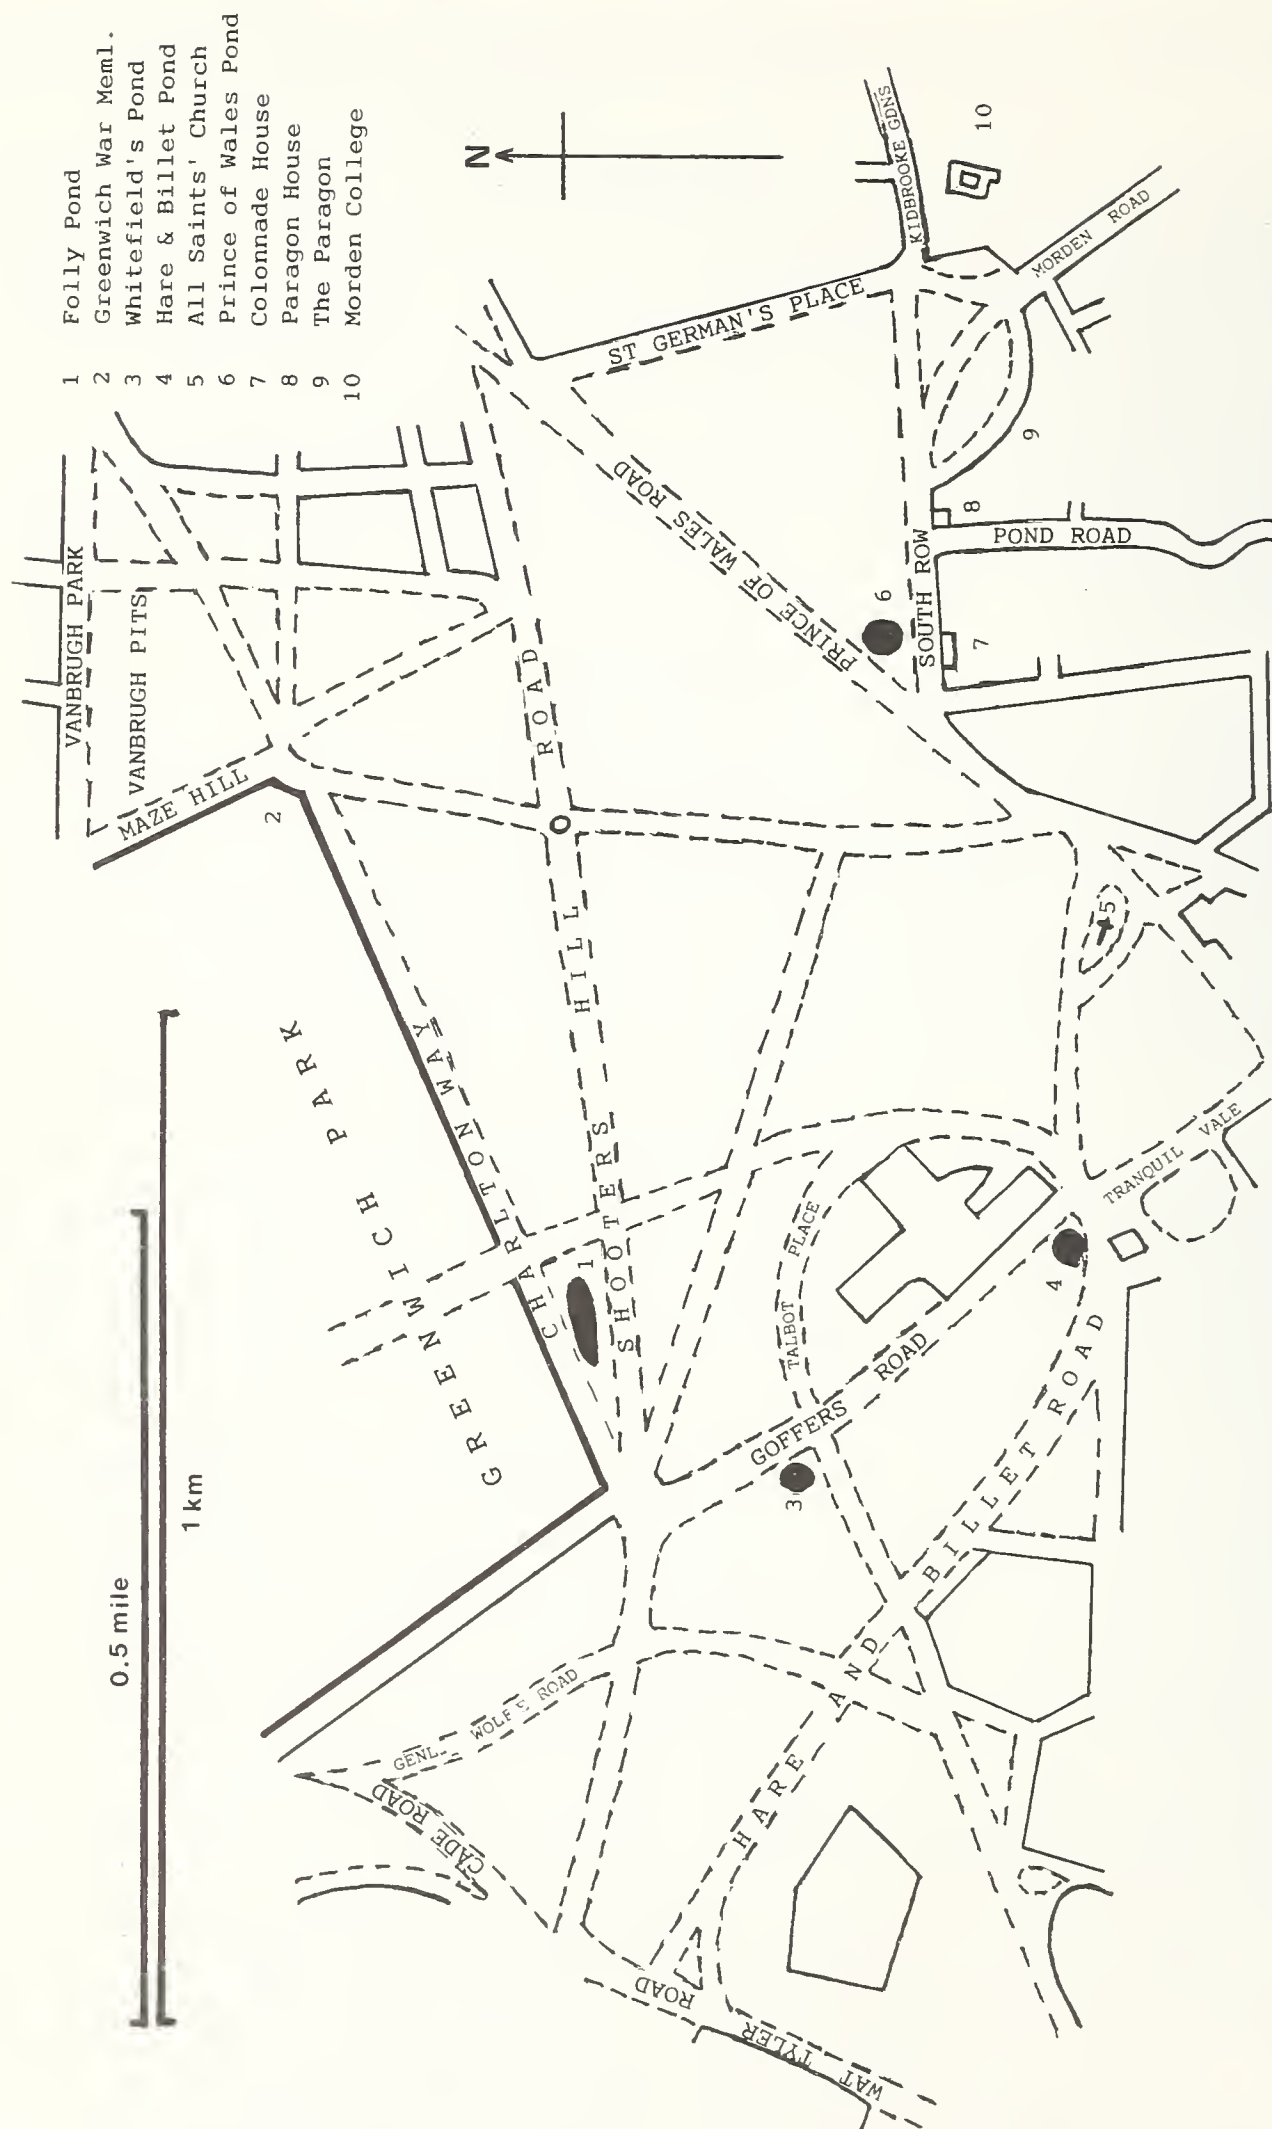 1 Folly Pond
2 Greenwich War Meml.
3 Whitefield's Pond
4 Hare & Billet Pond
5 All Saints' Church
6 Prince of Wales Pond
7 Colonnade House
8 Paragon House
9 The Paragon
10 Morden College
0.5 mile
1 km
N
VANBRUGH PARK
VANBRUGH PITS
MAZE HILL
2
GREENWICH PARK
CHARLTON WAY
1
SHOOTERS HILL ROAD
ST GERMAN'S PLACE
KIDBROOKE GDNS
10
MORDEN ROAD
PRINCE OF WALES ROAD
6
SOUTH ROW
7
8
9
POND ROAD
5
TRANQUIL VALE
TALBOT PLACE
GOFFERS ROAD
3
4
HARE AND BILLET ROAD
GENL. WOLFE ROAD
CADE ROAD
WAT TYLER ROAD